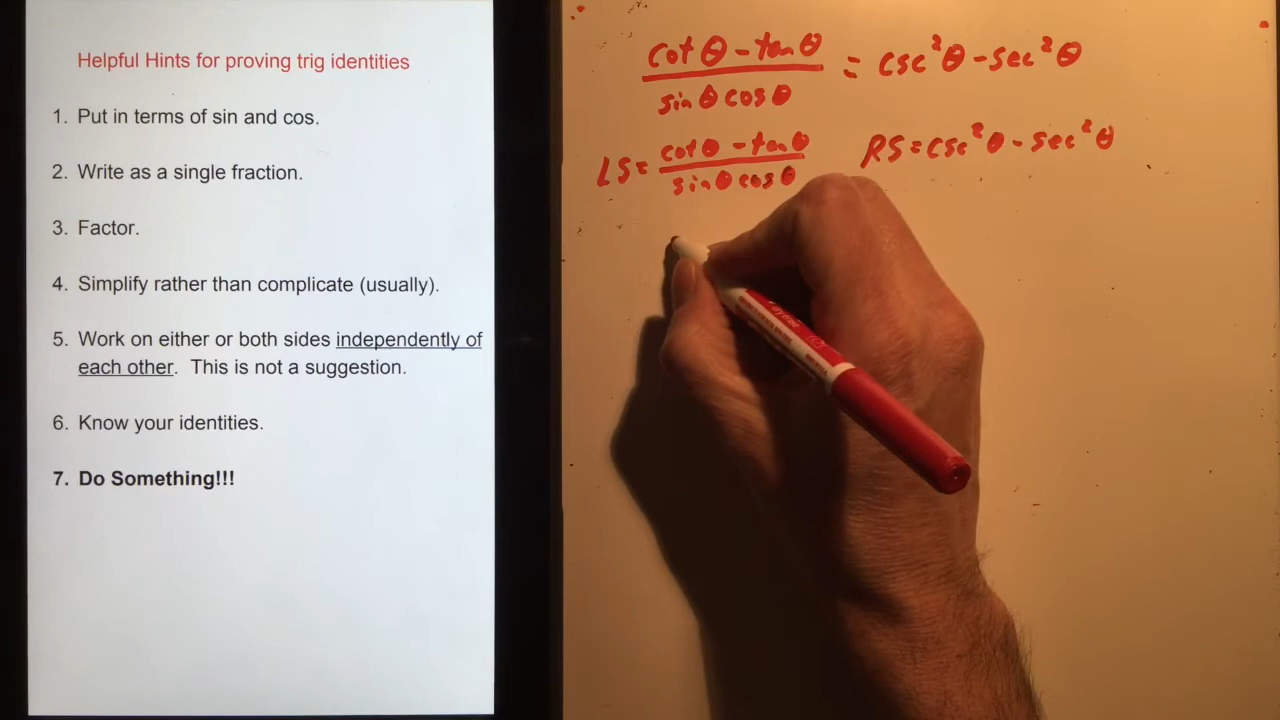 Helpful Hints for proving trig identities
1. Put in terms of sin and cos.
2. Write as a single fraction.
3. Factor.
4. Simplify rather than complicate (usually).
5. Work on either or both sides independently of
each other. This is not a suggestion.
6. Know your identities.
7. Do Something!!!
cot θ - tan θ
sin θ cos θ
= csc²θ - sec²θ
LS = cot θ - tan θ
sin θ cos θ
RS = csc²θ - sec²θ